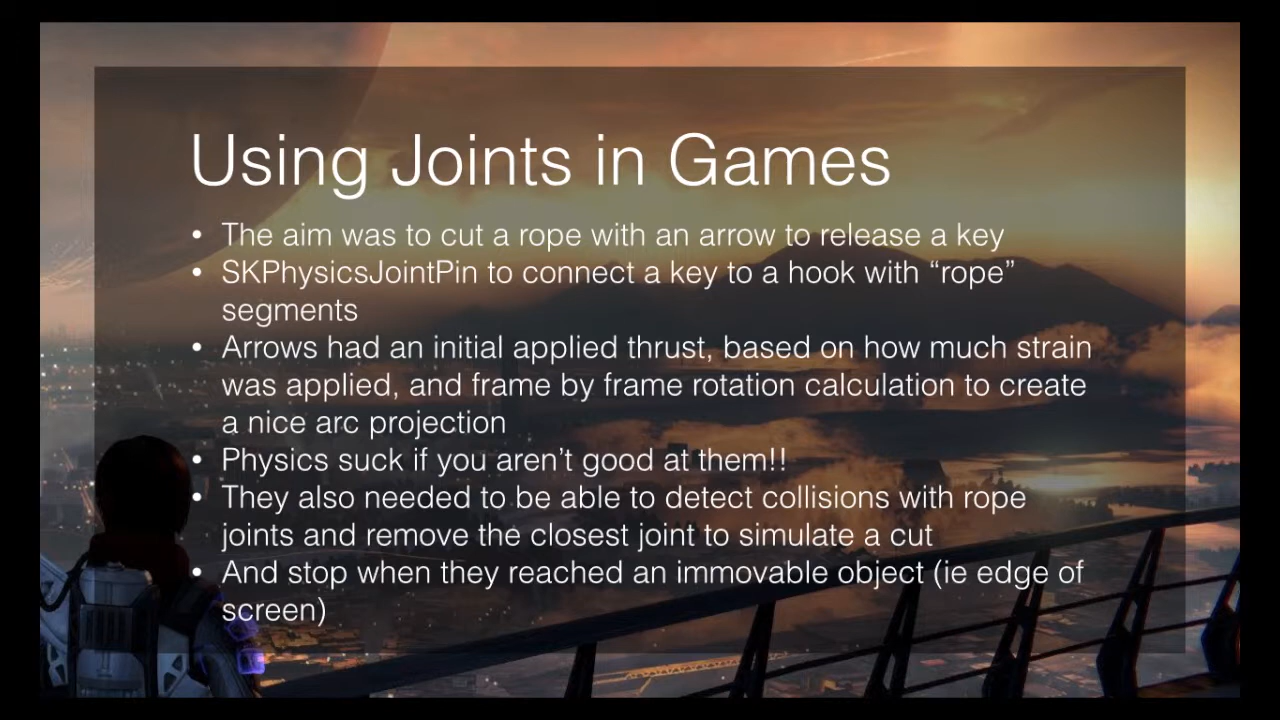 Using Joints in Games
• The aim was to cut a rope with an arrow to release a key
• SKPhysicsJointPin to connect a key to a hook with “rope”
segments
• Arrows had an initial applied thrust, based on how much strain
was applied, and frame by frame rotation calculation to create
a nice arc projection
• Physics suck if you aren’t good at them!!
• They also needed to be able to detect collisions with rope
joints and remove the closest joint to simulate a cut
• And stop when they reached an immovable object (ie edge of
screen)